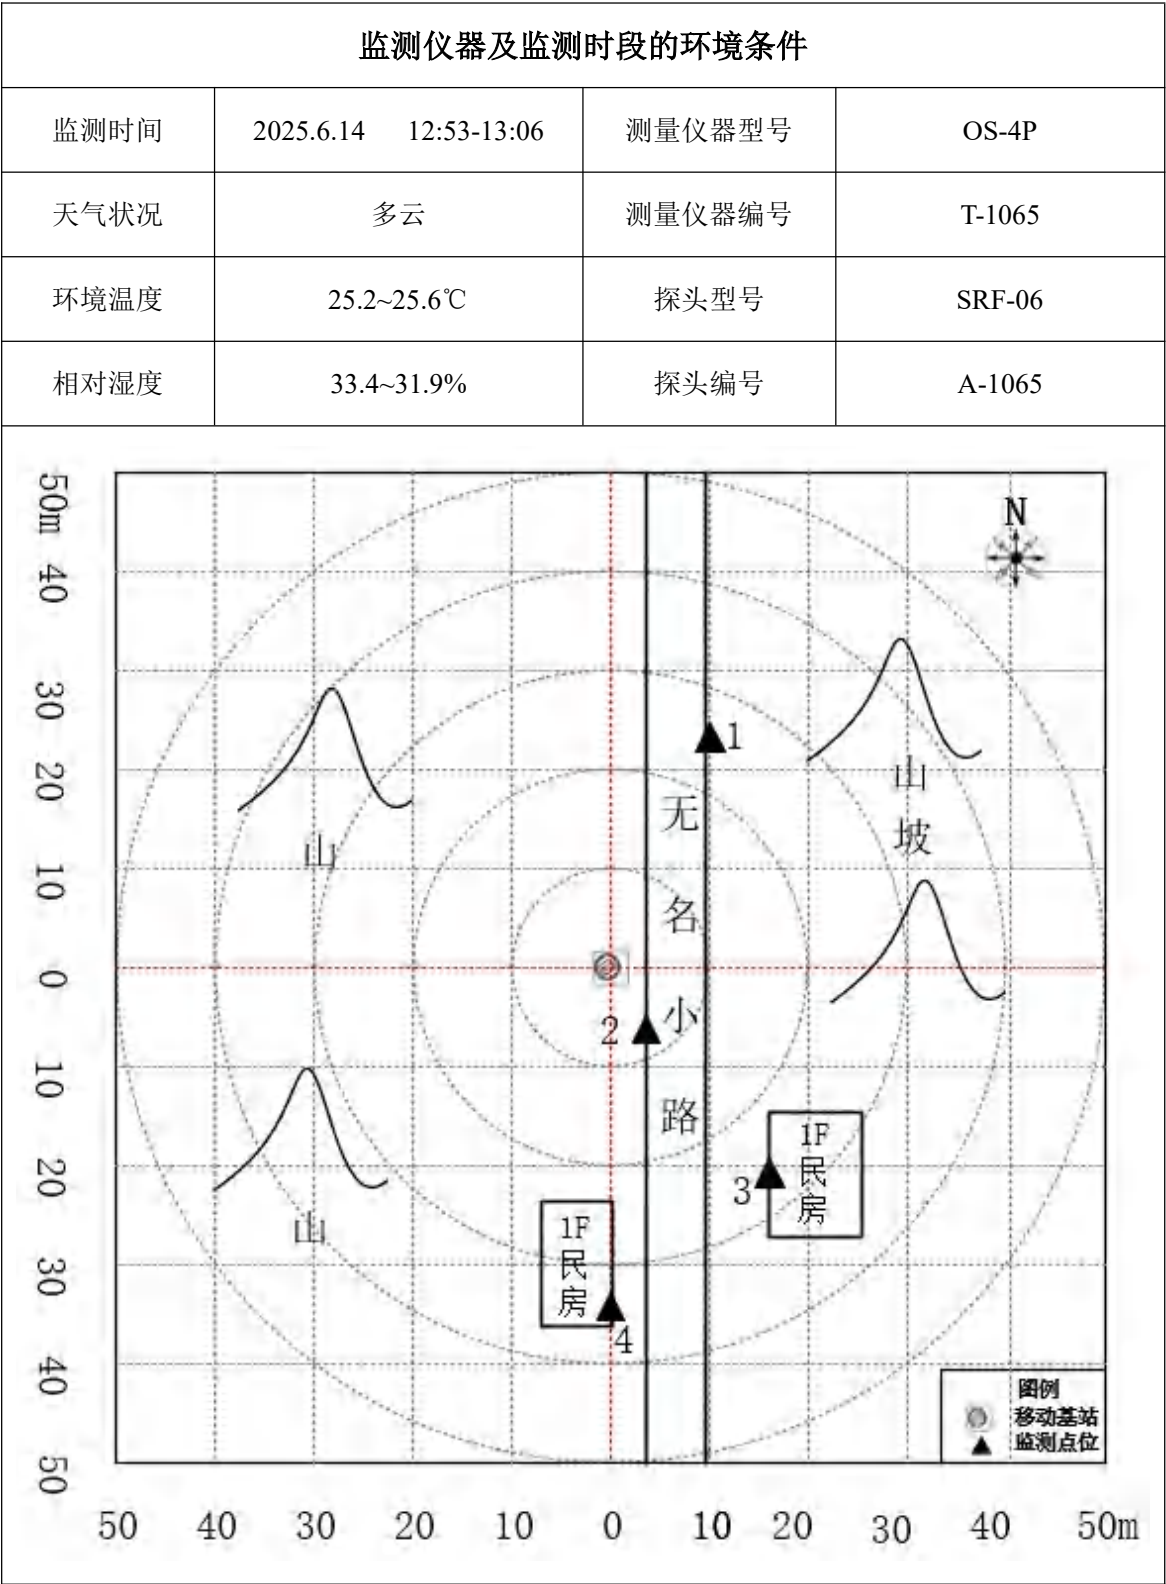 监测仪器及监测时段的环境条件
监测时间 2025.6.14 12:53-13:06 测量仪器型号 OS-4P
天气状况 多云 测量仪器编号 T-1065
环境温度 25.2~25.6℃ 探头型号 SRF-06
相对湿度 33.4~31.9% 探头编号 A-1065
50m
40
30
20
10
0
10
20
30
40
50
N
1
山
坡
无
名
小
路
山
2
1F
民
房
3
山
1F
民
房
4
图例
移动基站
监测点位
50 40 30 20 10 0 10 20 30 40 50m